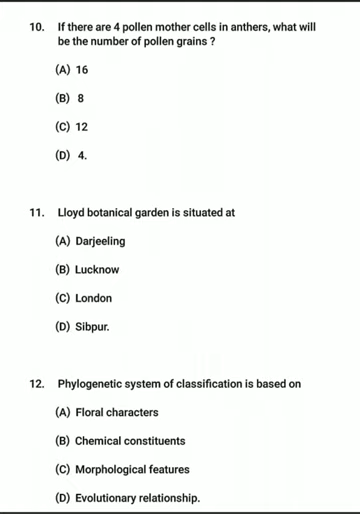 10. If there are 4 pollen mother cells in anthers, what will
be the number of pollen grains ?
(A) 16
(B) 8
(C) 12
(D) 4.
11. Lloyd botanical garden is situated at
(A) Darjeeling
(B) Lucknow
(C) London
(D) Sibpur.
12. Phylogenetic system of classification is based on
(A) Floral characters
(B) Chemical constituents
(C) Morphological features
(D) Evolutionary relationship.